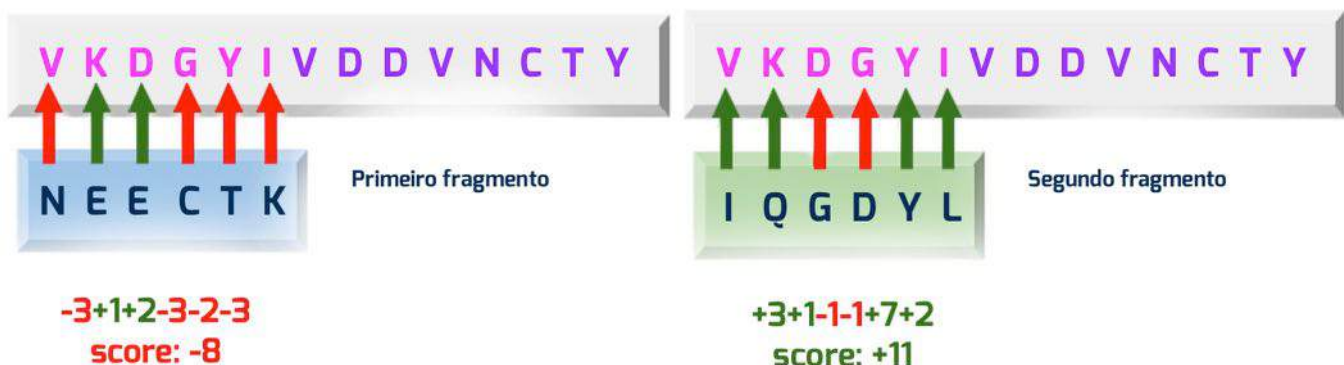 V K D G Y I V D D V N C T Y
N E E C T K
Primeiro fragmento
-3+1+2-3-2-3
score: -8
V K D G Y I V D D V N C T Y
I Q G D Y L
Segundo fragmento
+3+1-1-1+7+2
score: +11